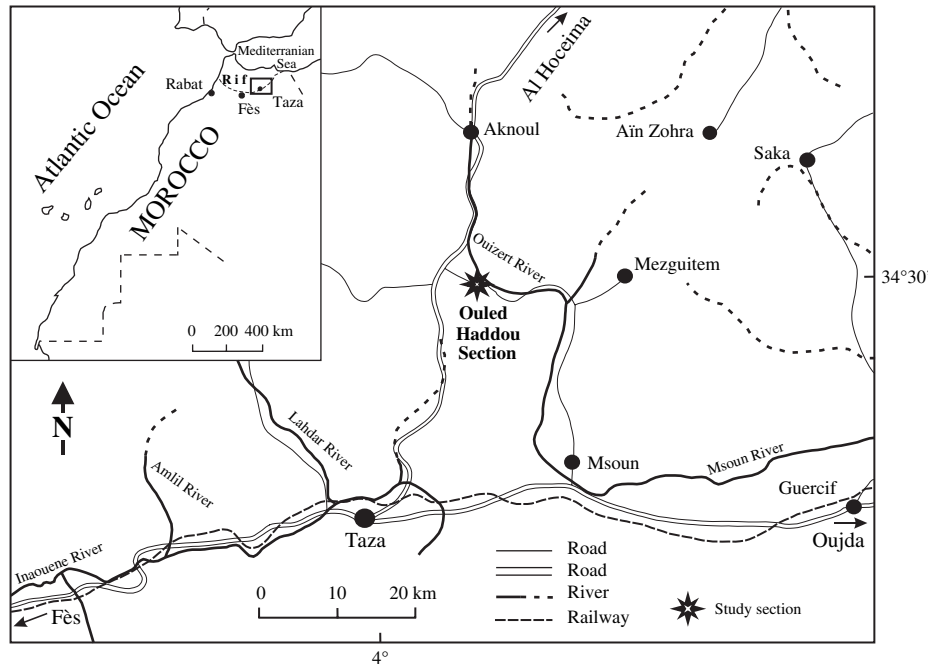 Mediterranean
Sea
Rif
Rabat
Fès
Taza
Atlantic Ocean
MOROCCO
0 200 400 km
Al Hoceima
Aknoul
Aïn Zohra
Saka
Ouizert River
Mezguitem
34°30'
Ouled
Haddou
Section
N
Lahdar River
Amlil River
Msoun
Msoun River
Guercif
Oujda
Taza
Inaouene River
Fès
0 10 20 km
Road
Road
River
Railway
Study section
4°